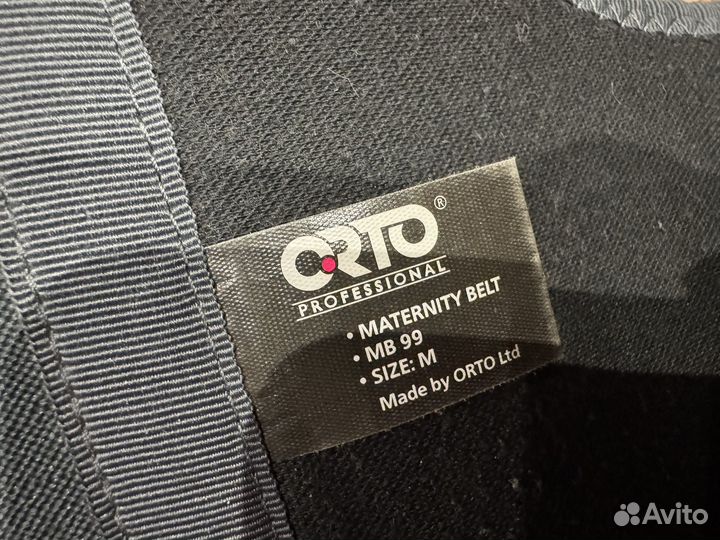 ORTO®
PROFESSIONAL
• MATERNITY BELT
• MB 99
• SIZE: M
Made by ORTO Ltd
Avito